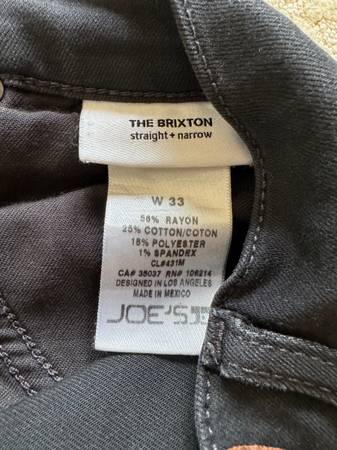 THE BRIXTON
straight + narrow
W 33
56% RAYON
25% COTTON/COTON
18% POLYESTER
1% SPANDEX
CL#431M
CA# 38037 RN# 106214
DESIGNED IN LOS ANGELES
MADE IN MEXICO
JOE'S